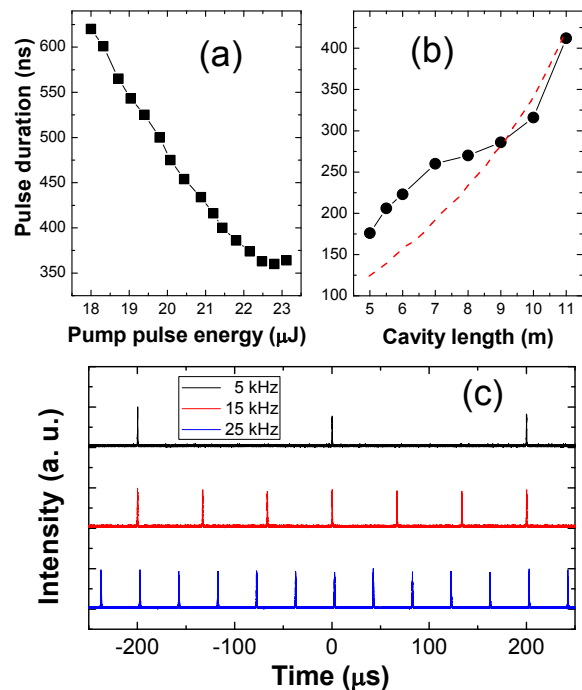 (a)
(b)
Pulse duration (ns)
600
550
500
450
400
350
18 19 20 21 22 23
Pump pulse energy (μJ)
400
350
300
250
200
150
100
5 6 7 8 9 10 11
Cavity length (m)
(c)
5 kHz
15 kHz
25 kHz
Intensity (a. u.)
-200 -100 0 100 200
Time (μs)